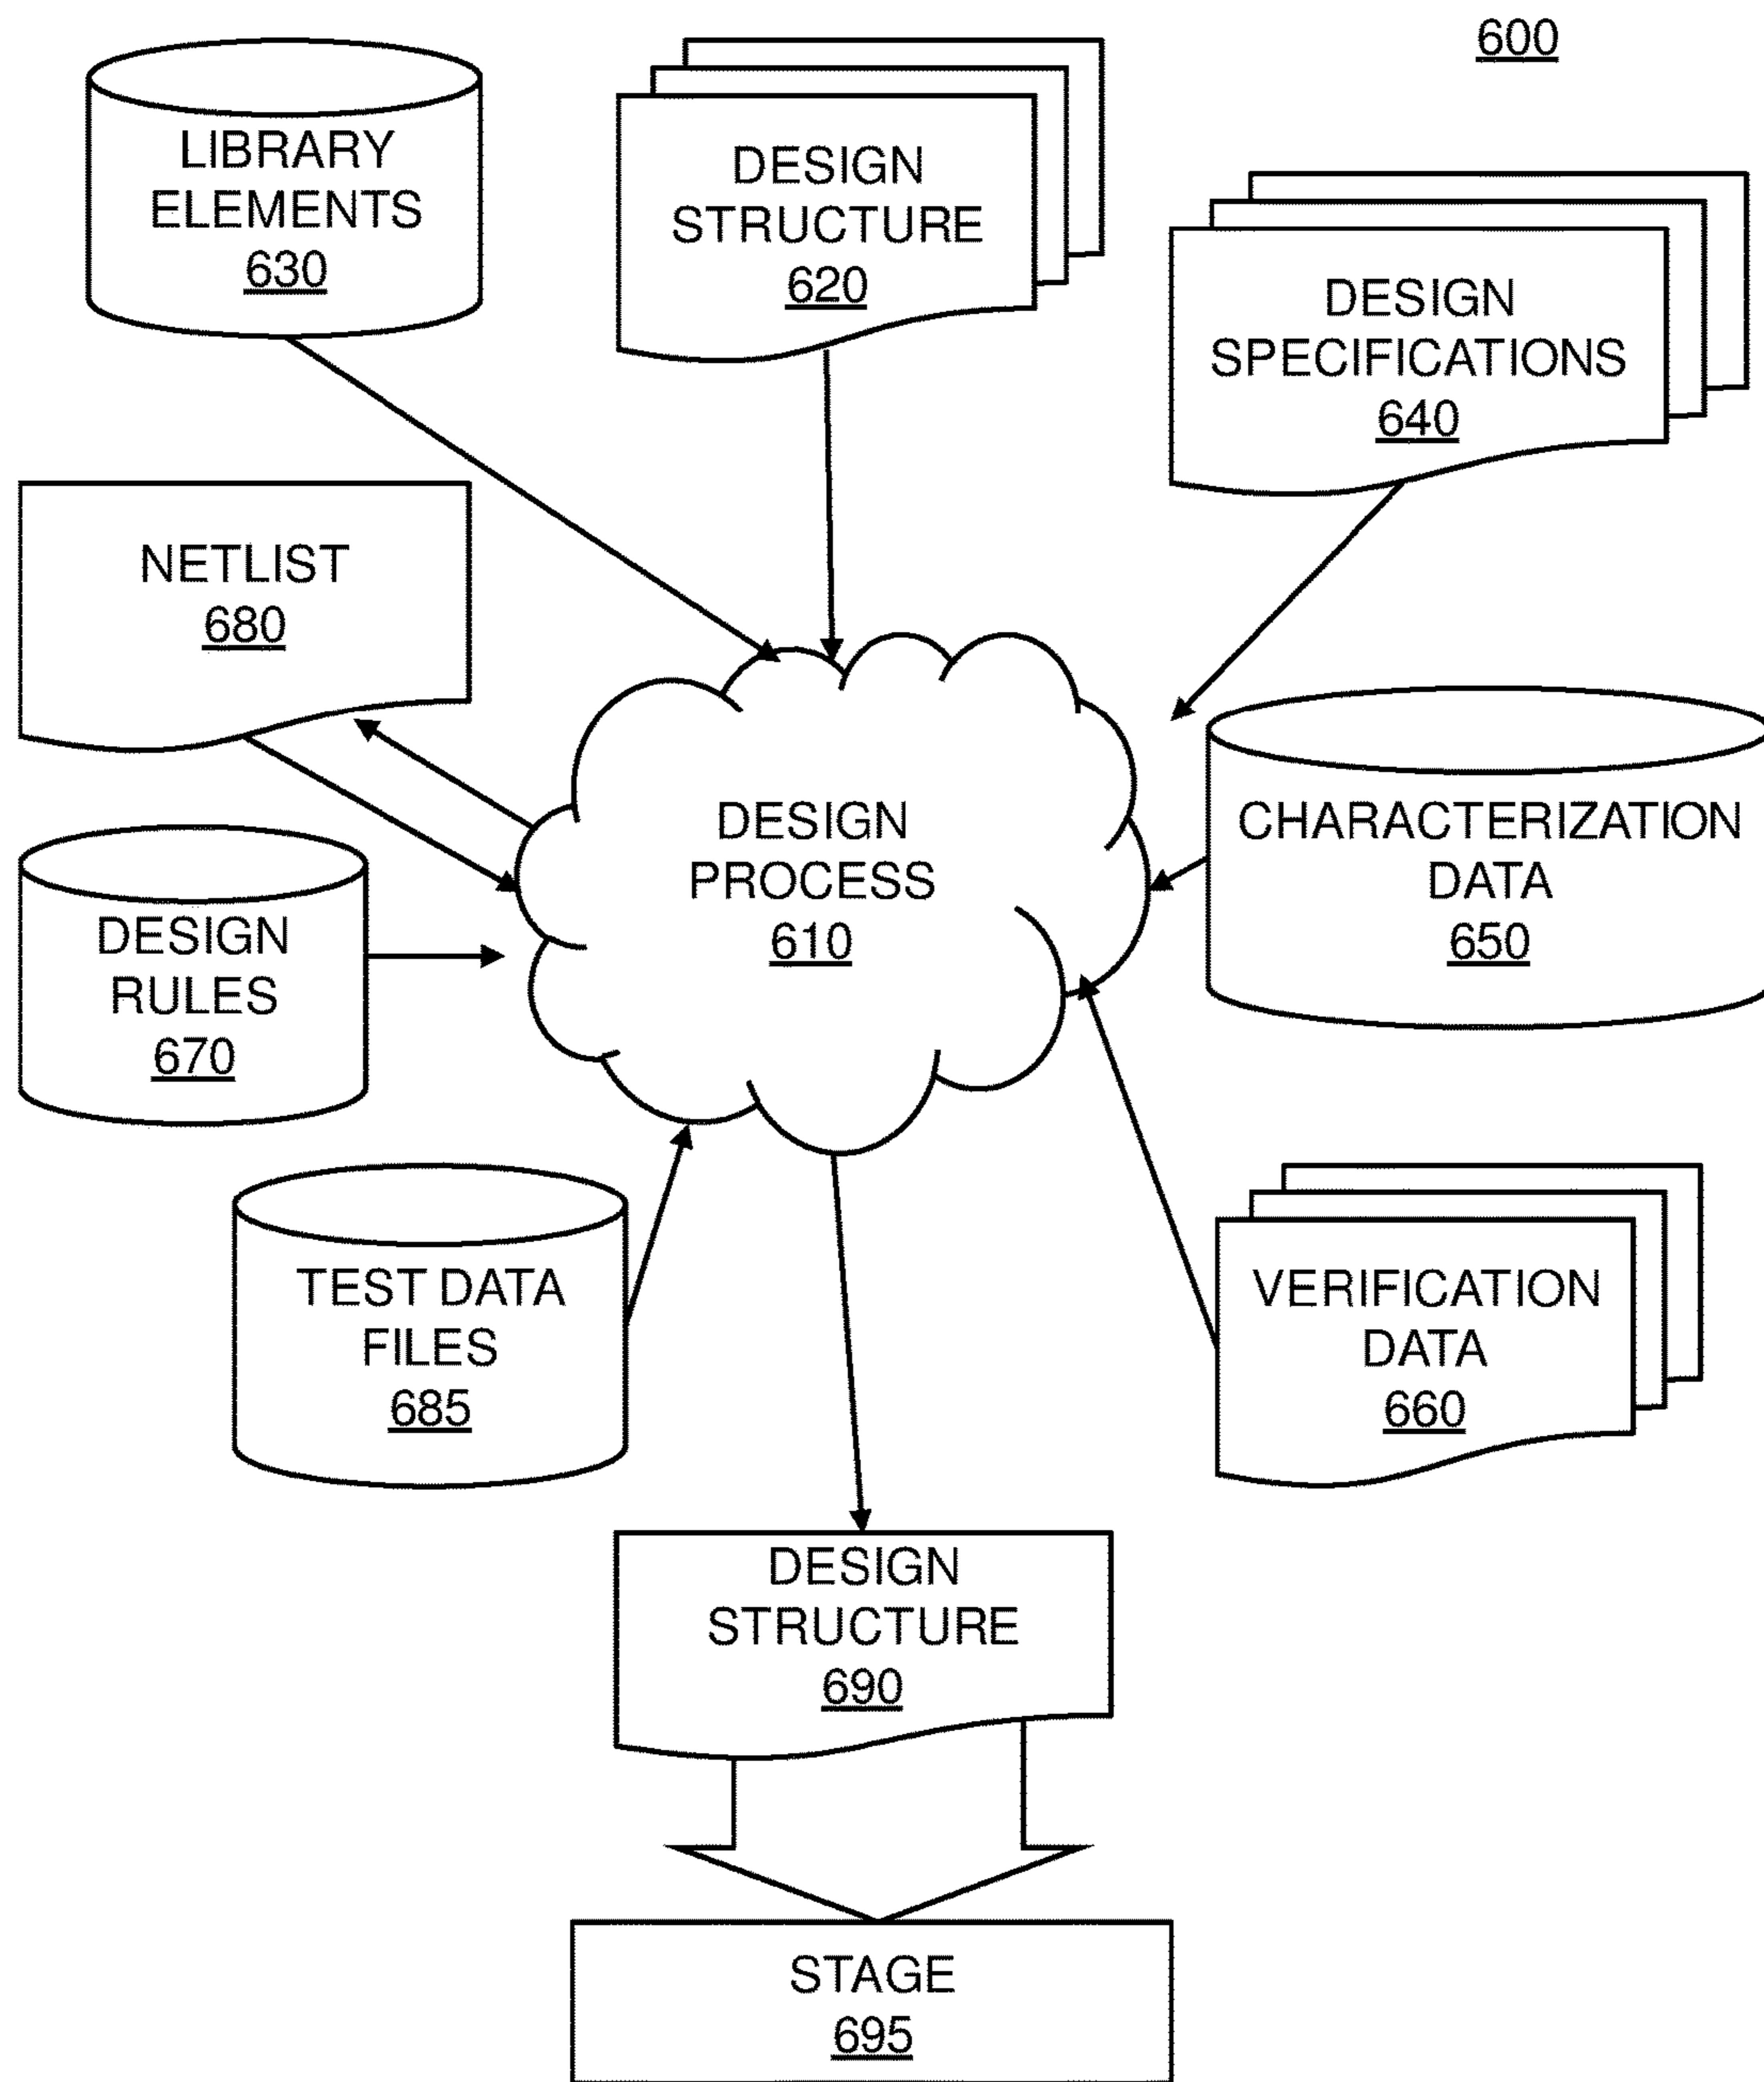 600
LIBRARY
ELEMENTS
630
DESIGN
STRUCTURE
620
DESIGN
SPECIFICATIONS
640
NETLIST
680
DESIGN
PROCESS
610
CHARACTERIZATION
DATA
650
DESIGN
RULES
670
TEST DATA
FILES
685
VERIFICATION
DATA
660
DESIGN
STRUCTURE
690
STAGE
695